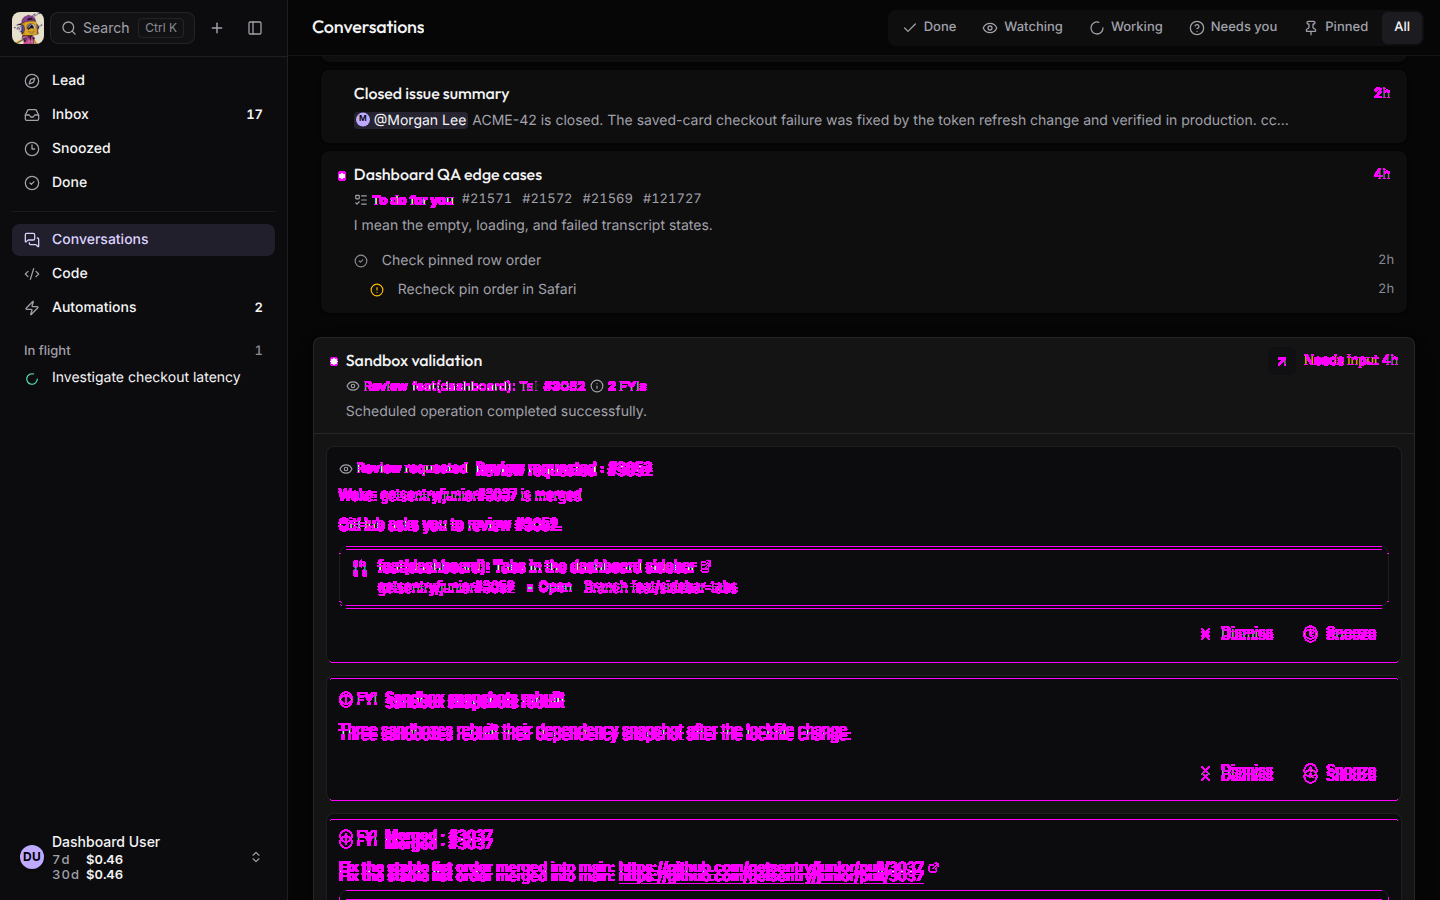 Search Ctrl K
Lead
Inbox 17
Snoozed
Done
Conversations
Code
Automations 2
In flight 1
Investigate checkout latency
Dashboard User
DU
7d $0.46
30d $0.46
Conversations
Done
Watching
Working
Needs you
Pinned
All
Closed issue summary 2h
M @Morgan Lee ACME-42 is closed. The saved-card checkout failure was fixed by the token refresh change and verified in production. cc...
Dashboard QA edge cases 4h
To do for you #21571 #21572 #21569 #121727
I mean the empty, loading, and failed transcript states.
Check pinned row order 2h
Recheck pin order in Safari 2h
Sandbox validation Needs input 4h
Review feat(dashboard): #3052 2 FYIs
Scheduled operation completed successfully.
Review requested Review requested · #3052
#3037 is merged
GitHub asks you to review #3052.
feat(dashboard): Tabs in the dashboard sidebar
getsentry/junior#3052 Open Branch feat/sidebar-tabs
Dismiss Snooze
FYI Sandbox snapshots rebuilt
Three sandboxes rebuilt their dependency snapshot after the lockfile change.
Dismiss Snooze
FYI Merged · #3037
Fix the stable list order merged into main: https://github.com/getsentry/junior/pull/3037